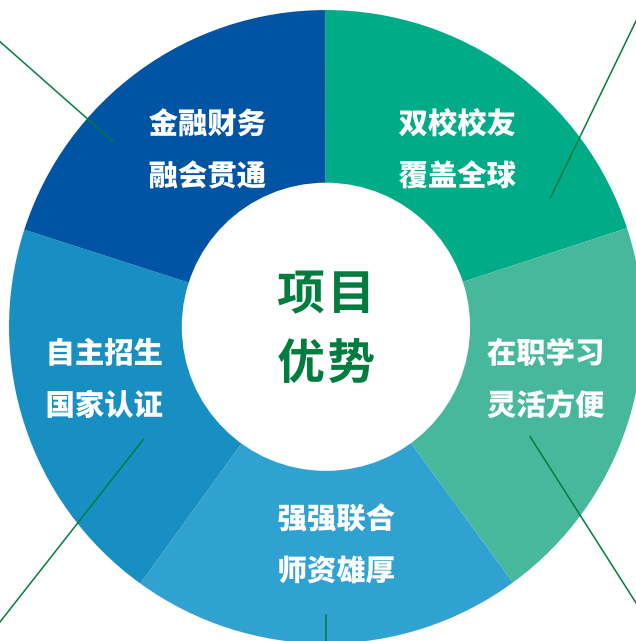 金融财务
融会贯通
双校校友
覆盖全球
项目
优势
自主招生
国家认证
在职学习
灵活方便
强强联合
师资雄厚